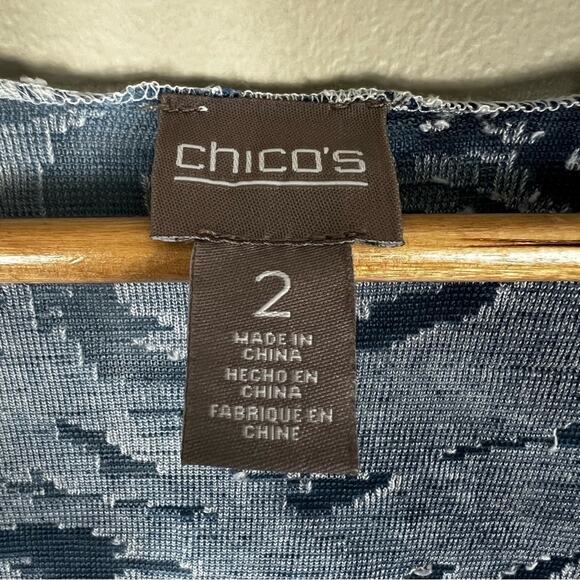 chico's
2
MADE IN
CHINA
HECHO EN
CHINA
FABRIQUE EN
CHINE